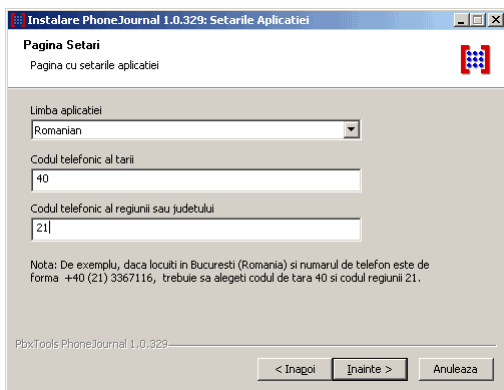 Instalare PhoneJournal 1.0.329: Setarile Aplicatiei
Pagina Setari
Pagina cu setarile aplicatiei
Limba aplicatiei
Romanian
Codul telefonic al tarii
40
Codul telefonic al regiunii sau judetului
21
Nota: De exemplu, daca locuiti in Bucuresti (Romania) si numarul de telefon este de
forma +40 (21) 3367116, trebuie sa alegeti codul de tara 40 si codul regiunii 21.
PbxTools PhoneJournal 1.0.329
< Inapoi Inainte > Anuleaza